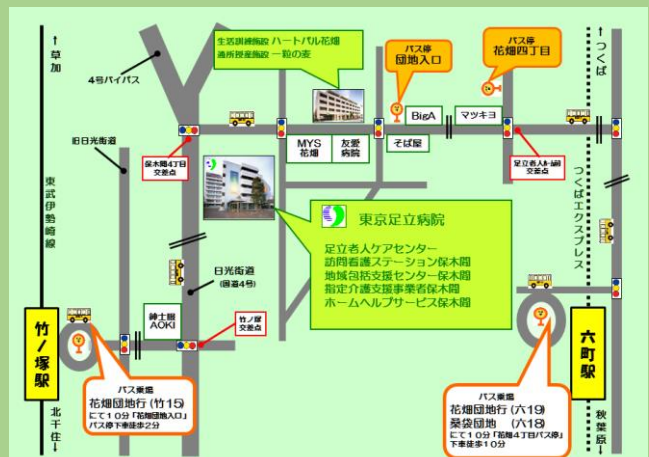 ↑草加
4号バイパス
旧日光街道
東武伊勢崎線
生活訓練施設 ハートパル花畑
通所授産施設 一粒の麦
バス停
団地入口
バス停
花畑四丁目
↑つくば
BigA
マツキヨ
保木間4丁目
交差点
MYS
花畑
友愛
病院
そば屋
交差点
つくばエクスプレス
東京足立病院
足立老人ケアセンター
訪問看護ステーション保木間
地域包括支援センター保木間
指定介護支援事業者保木間
ホームヘルプサービス保木間
日光街道
(国道4号)
紳士服
AOKI
竹ノ塚
交差点
竹ノ塚駅
六町駅
バス乗場
花畑団地行(竹15)
にて10分「花畑団地入口」
バス停下車徒歩2分
バス乗場
花畑団地行(六19)
桑袋団地(六18)
にて10分「花畑4丁目バス停」
下車徒歩10分
北千住↓
秋葉原↓